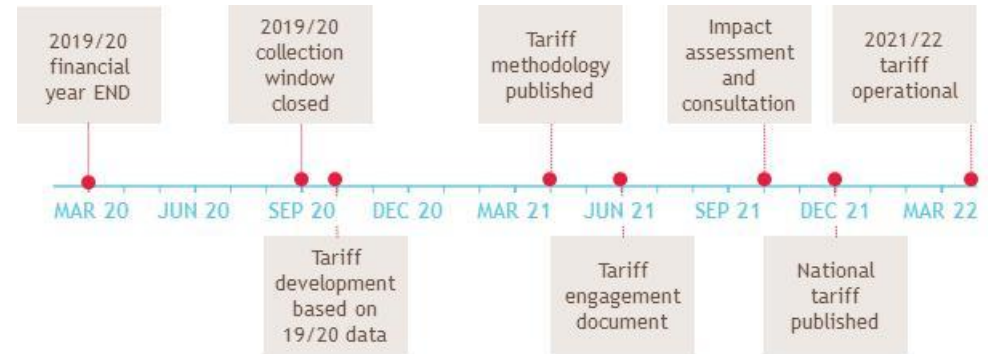 2019/20
financial
year END
2019/20
collection
window
closed
Tariff
methodology
published
Impact
assessment
and
consultation
2021/22
tariff
operational
MAR 20 JUN 20 SEP 20 DEC 20 MAR 21 JUN 21 SEP 21 DEC 21 MAR 22
Tariff
development
based on
19/20 data
Tariff
engagement
document
National
tariff
published